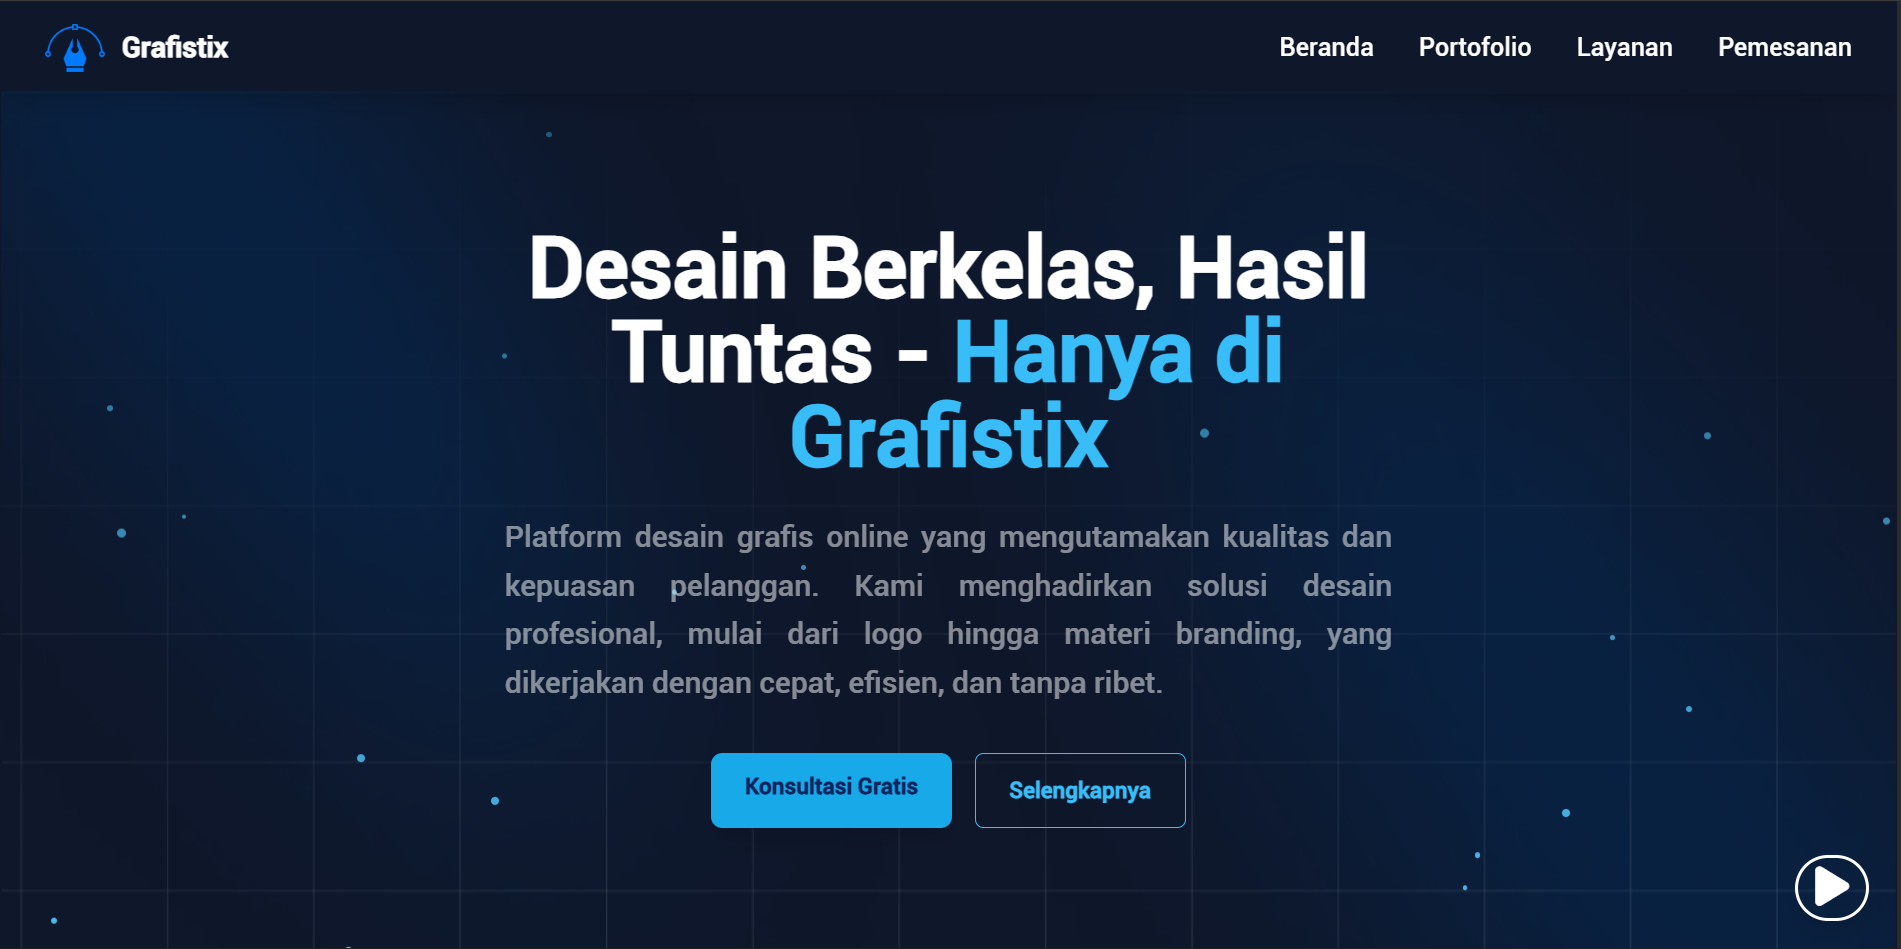 Grafistix
Beranda Portofolio Layanan Pemesanan
Desain Berkelas, Hasil
Tuntas - Hanya di
Grafistix
Platform desain grafis online yang mengutamakan kualitas dan
kepuasan pelanggan. Kami menghadirkan solusi desain
profesional, mulai dari logo hingga materi branding, yang
dikerjakan dengan cepat, efisien, dan tanpa ribet.
Konsultasi Gratis
Selengkapnya